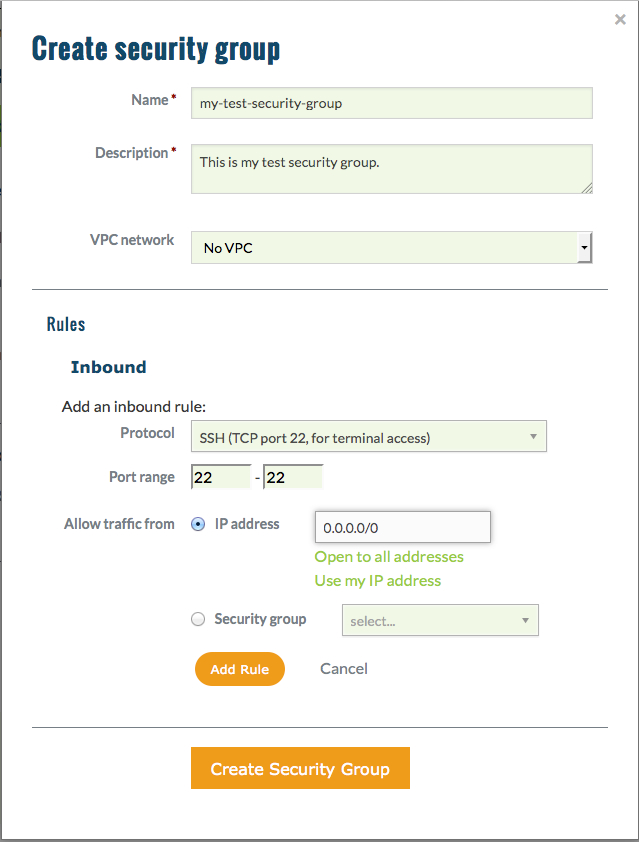 ×
Create security group
Name *
my-test-security-group
Description *
This is my test security group.
VPC network
No VPC
Rules
Inbound
Add an inbound rule:
Protocol
SSH (TCP port 22, for terminal access)
Port range
22 - 22
Allow traffic from
IP address
0.0.0.0/0
Open to all addresses
Use my IP address
Security group
select...
Add Rule
Cancel
Create Security Group